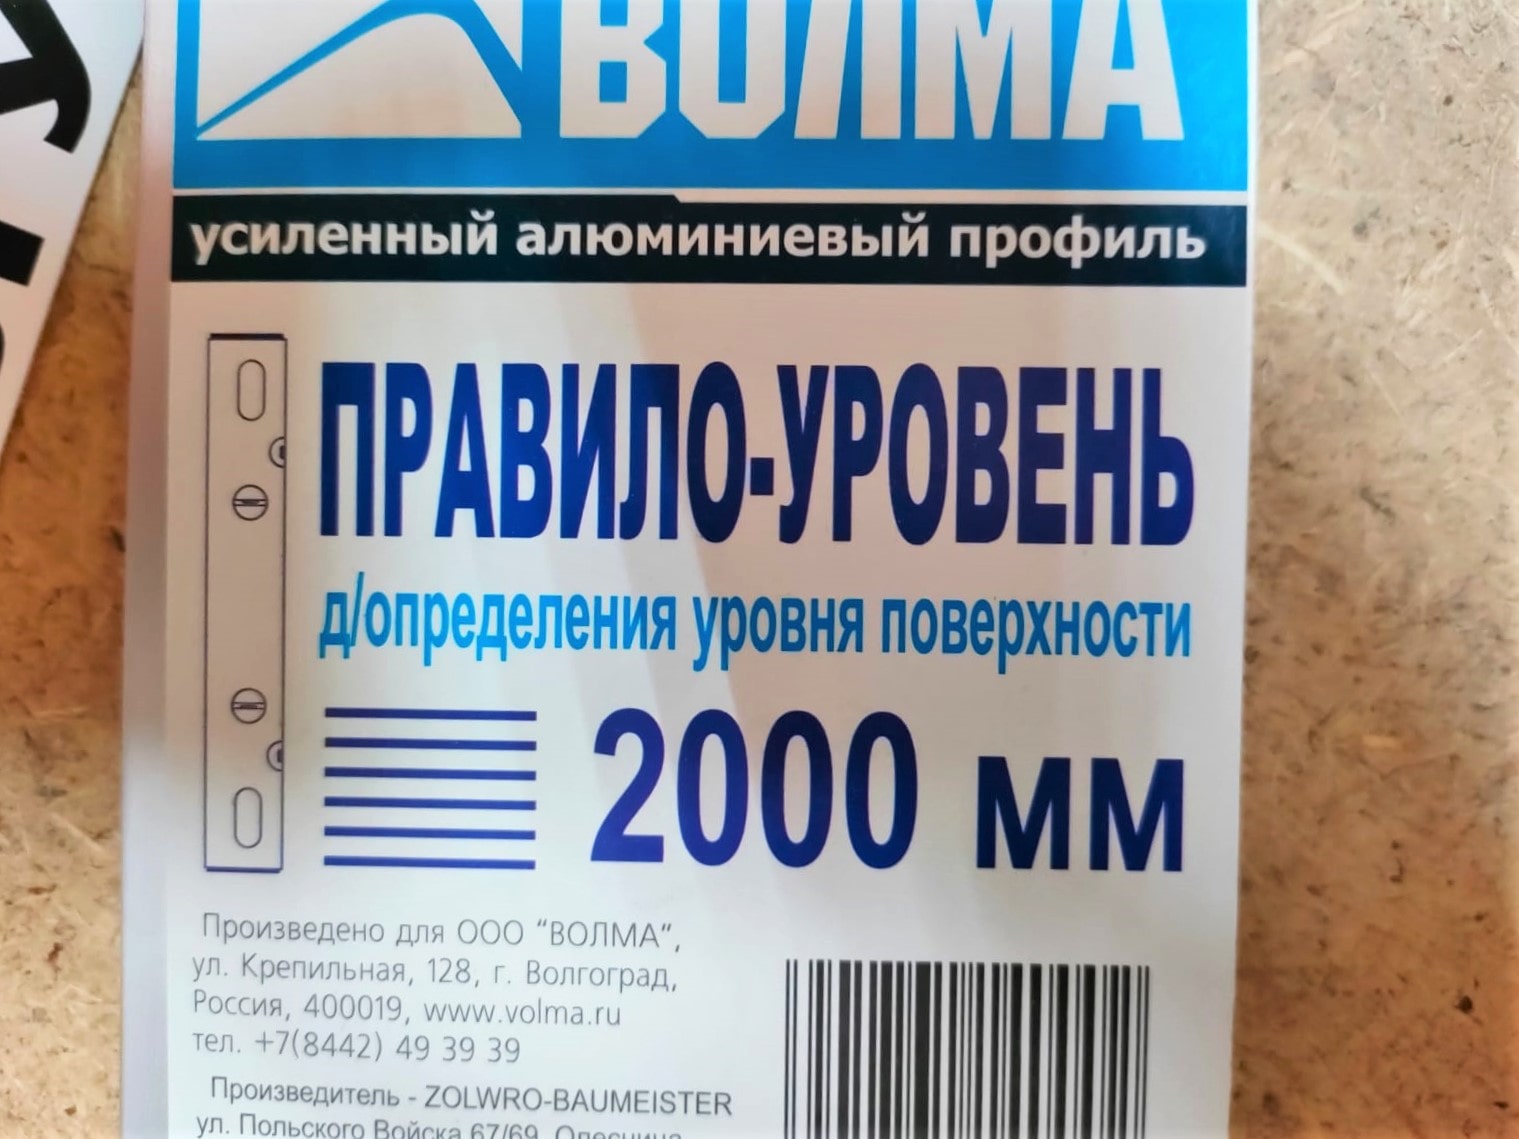 ВОЛМА
усиленный алюминиевый профиль
ПРАВИЛО-УРОВЕНЬ
д/определения уровня поверхности
2000 мм
Произведено для ООО "ВОЛМА",
ул. Крепильная, 128, г. Волгоград,
Россия, 400019, www.volma.ru
тел. +7(8442) 49 39 39
Производитель - ZOLWRO-BAUMEISTER
ул. Польского Войска 67/69, Олесница